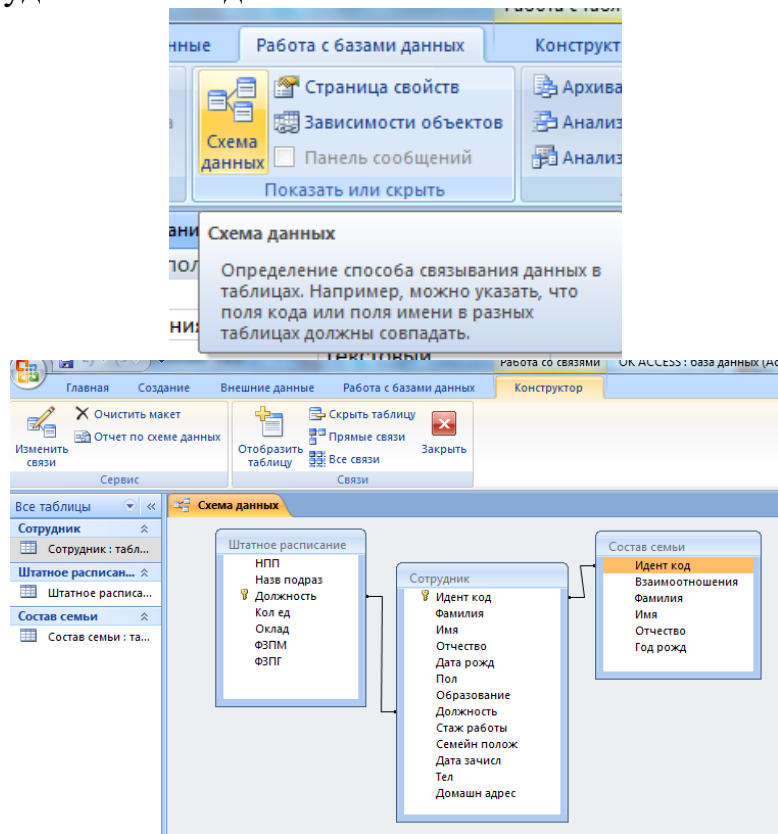 Работа с базами данных
Схема данных
Страница свойств
Зависимости объектов
Панель сообщений
Показать или скрыть
Схема данных
Определение способа связывания данных в
таблицах. Например, можно указать, что
поля кода или поля имени в разных
таблицах должны совпадать.
Работа со связями
OK ACCESS : база данных (Ac
Главная
Создание
Внешние данные
Работа с базами данных
Конструктор
Изменить связи
Очистить макет
Отчет по схеме данных
Сервис
Отобразить таблицу
Скрыть таблицу
Прямые связи
Все связи
Закрыть
Связи
Все таблицы
Сотрудник
Сотрудник : табл...
Штатное расписан...
Штатное расписа...
Состав семьи
Состав семьи : та...
Схема данных
Штатное расписание
НПП
Назв подраз
Должность
Кол ед
Оклад
ФЗПМ
ФЗПГ
Сотрудник
Идент код
Фамилия
Имя
Отчество
Дата рожд
Пол
Образование
Должность
Стаж работы
Семейн полож
Дата зачисл
Тел
Домашн адрес
Состав семьи
Идент код
Взаимоотношения
Фамилия
Имя
Отчество
Год рожд